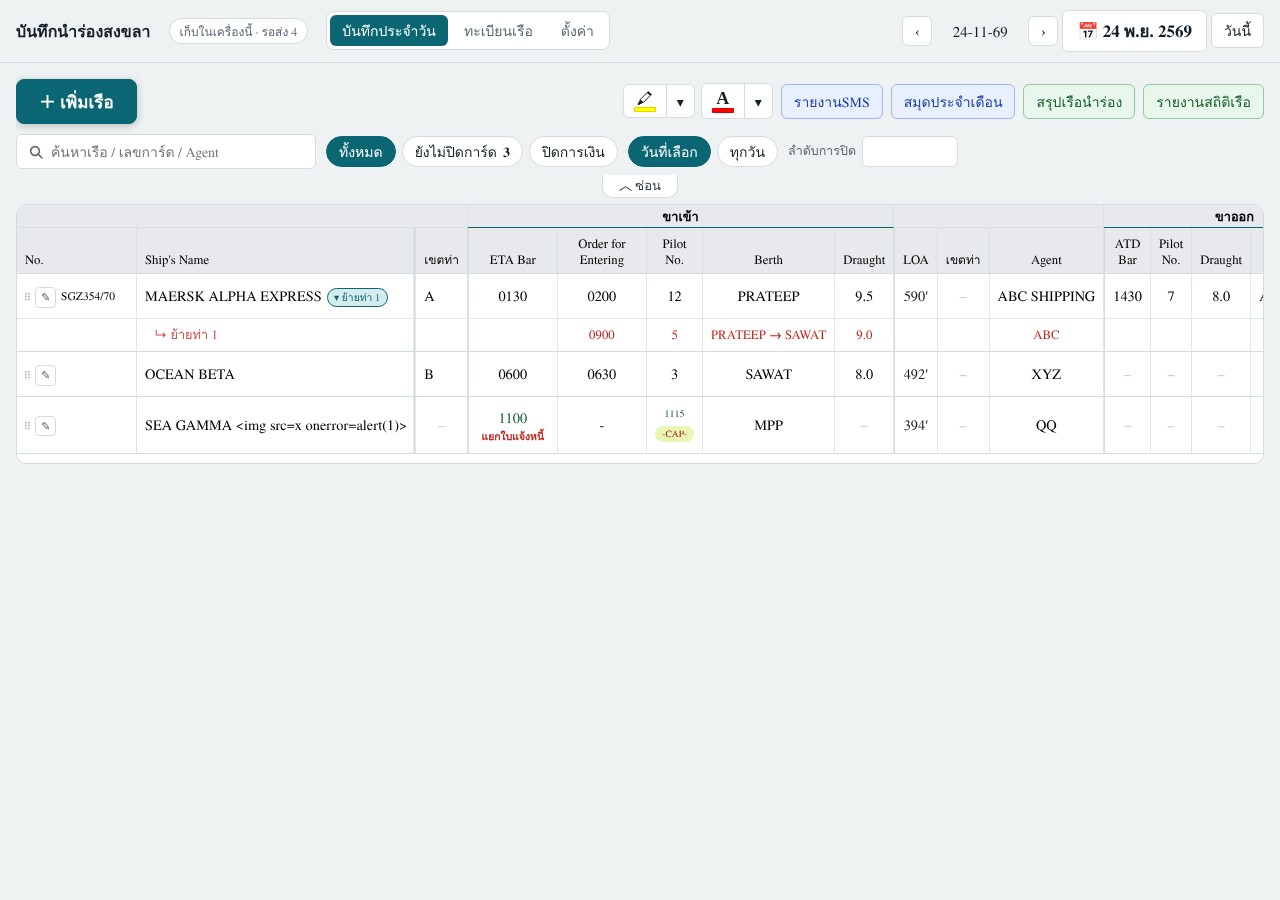 บันทึกนำร่องสงขลา เก็บในเครื่องนี้ · รอส่ง 4 บันทึกประจำวัน ทะเบียนเรือ ตั้งค่า ‹ 24-11-69 › 📅 24 พ.ย. 2569 วันนี้
+ เพิ่มเรือ A รายงานSMS สมุดประจำเดือน สรุปเรือนำร่อง รายงานสถิติเรือ
ค้นหาเรือ / เลขการ์ด / Agent ทั้งหมด ยังไม่ปิดการ์ด 3 ปิดการเงิน วันที่เลือก ทุกวัน ลำดับการปิด
︿ ซ่อน
ขาเข้า ขาออก
No. Ship's Name เขตท่า ETA Bar Order for Entering Pilot No. Berth Draught LOA เขตท่า Agent ATD Bar Pilot No. Draught
SGZ354/70 MAERSK ALPHA EXPRESS ▾ ย้ายท่า 1 A 0130 0200 12 PRATEEP 9.5 590′ – ABC SHIPPING 1430 7 8.0
↳ ย้ายท่า 1 0900 5 PRATEEP → SAWAT 9.0 ABC
OCEAN BETA B 0600 0630 3 SAWAT 8.0 492′ – XYZ – – –
SEA GAMMA <img src=x onerror=alert(1)> – 1100 แยกใบแจ้งหนี้ - 1115 -CAP- MPP – 394′ – QQ – – –